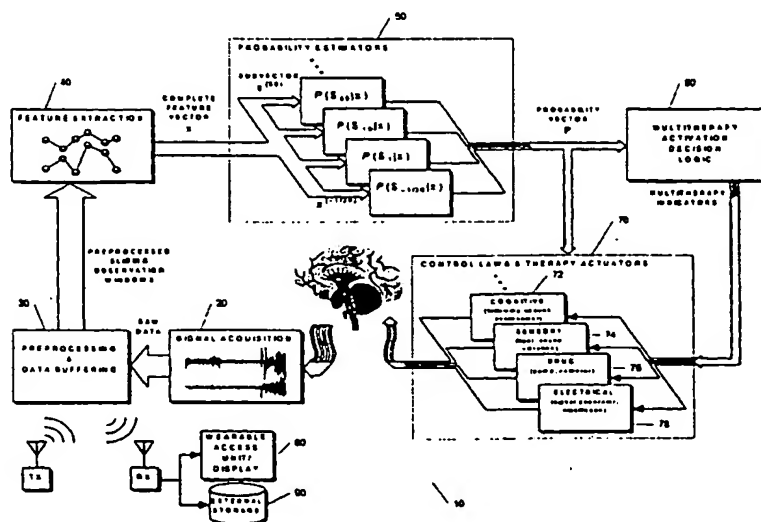 50
PROBABILITY ESTIMATORS
40
FEATURE EXTRACTION
COMPLETE
FEATURE
VECTOR
X
SUBVECTOR
PROBABILITY
VECTOR
P
60
MULTITHERAPY
ACTIVATION
DECISION
LOGIC
MULTITHERAPY
INDICATORS
70
CONTROL LAWS & THERAPY ACTUATORS
72
COGNITIVE
SENSORY
74
DRUG
76
ELECTRICAL
78
PREPROCESSED
SLIDING
OBSERVATION
WINDOWS
30
PREPROCESSING
&
DATA BUFFERING
RAW
DATA
20
SIGNAL ACQUISITION
TX
RX
WEARABLE
ACCESS
UNIT/
DISPLAY
80
EXTERNAL
STORAGE
90
10